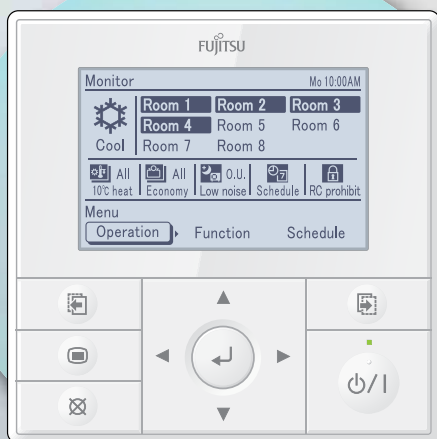 FUJITSU
Monitor Mo 10:00AM
Room 1 Room 2 Room 3
Cool Room 4 Room 5 Room 6
Room 7 Room 8
All All O.U. 7
10℃ heat Economy Low noise Schedule RC prohibit
Menu
Operation Function Schedule